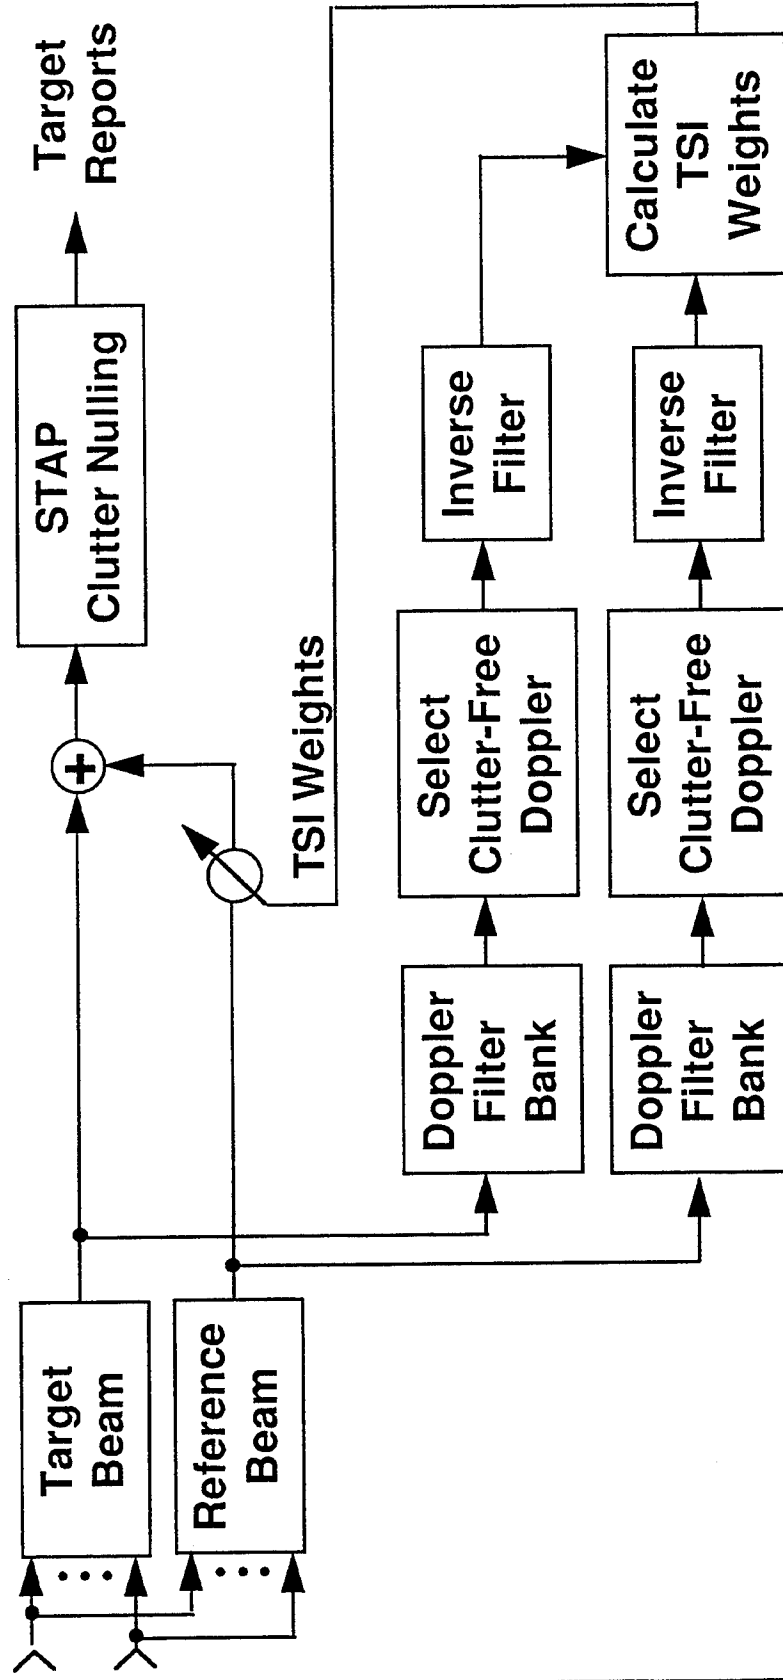 Target
Beam
Reference
Beam
+
STAP
Clutter Nulling
Target
Reports
TSI Weights
Doppler
Filter
Bank
Select
Clutter-Free
Doppler
Inverse
Filter
Doppler
Filter
Bank
Select
Clutter-Free
Doppler
Inverse
Filter
Calculate
TSI
Weights